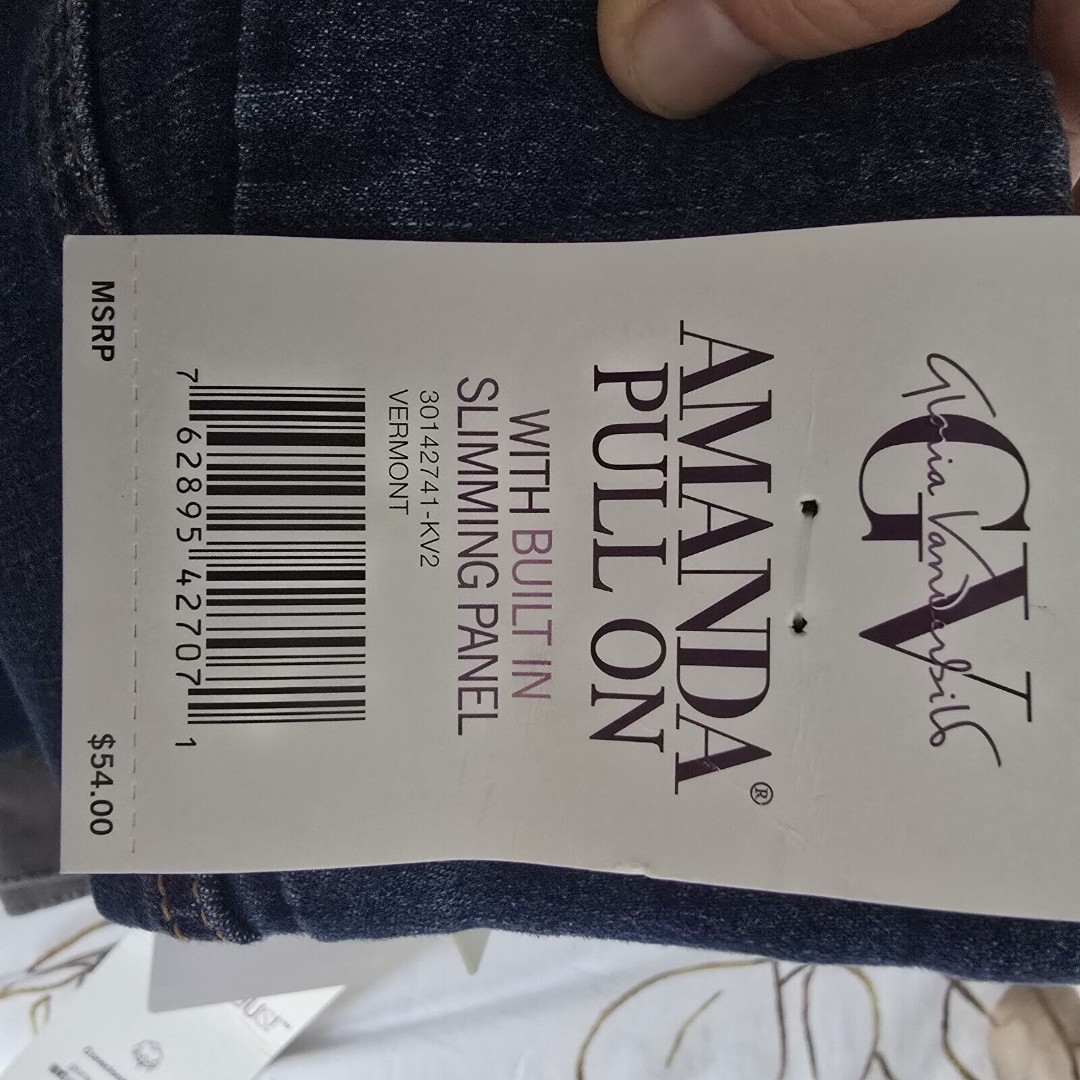 GV
Gloria Vanderbilt
AMANDA®
PULL ON
WITH BUILT IN
SLIMMING PANEL
30142741-KV2
VERMONT
7 62895 42707 1
MSRP $54.00